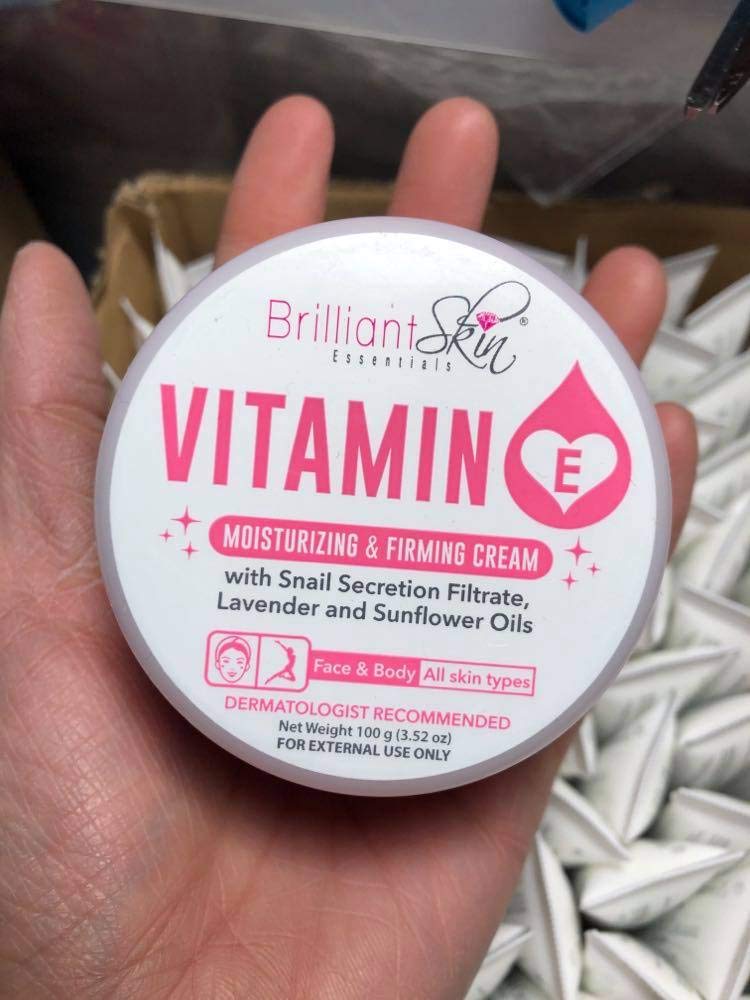 Brilliant Skin®
Essentials
VITAMIN E
MOISTURIZING & FIRMING CREAM
with Snail Secretion Filtrate,
Lavender and Sunflower Oils
Face & Body All skin types
DERMATOLOGIST RECOMMENDED
Net Weight 100 g (3.52 oz)
FOR EXTERNAL USE ONLY